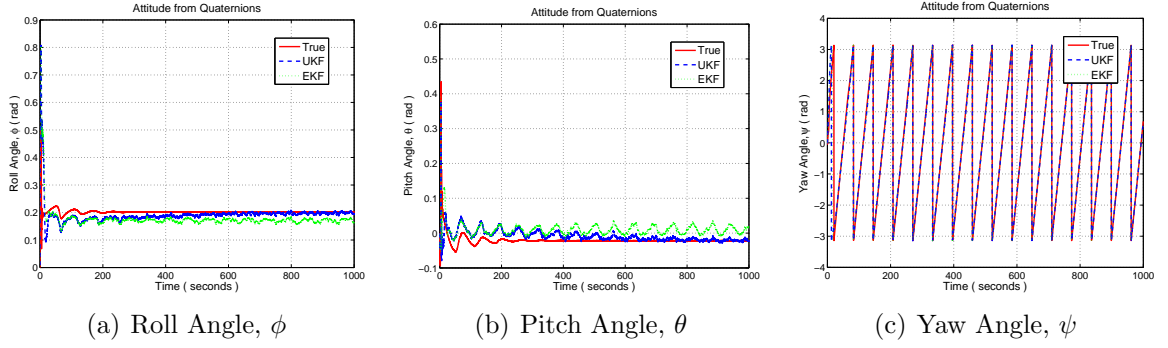 Attitude from Quaternions
0.9
0.8
0.7
0.6
0.5
0.4
0.3
0.2
0.1
0
Roll Angle, ϕ ( rad )
True
UKF
EKF
0 200 400 600 800 1000
Time ( seconds )
(a) Roll Angle, ϕ
Attitude from Quaternions
0.6
0.5
0.4
0.3
0.2
0.1
0
−0.1
Pitch Angle, θ ( rad )
True
UKF
EKF
0 200 400 600 800 1000
Time ( seconds )
(b) Pitch Angle, θ
Attitude from Quaternions
4
3
2
1
0
−1
−2
−3
−4
Yaw Angle, ψ ( rad )
True
UKF
EKF
0 200 400 600 800 1000
Time ( seconds )
(c) Yaw Angle, ψ